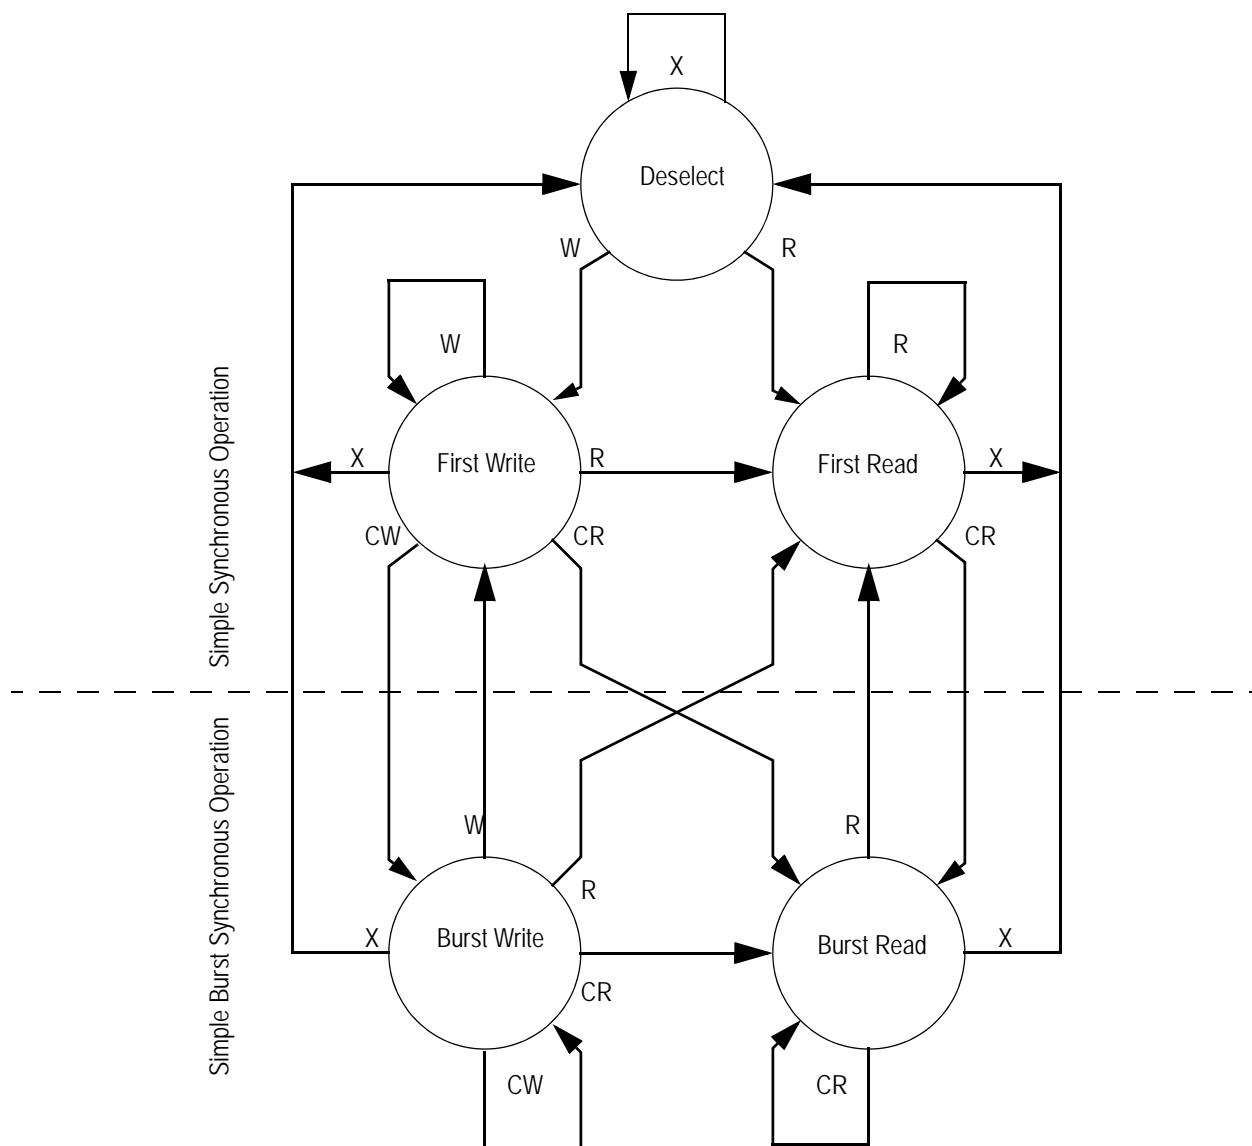 X
Deselect
W
R
W
R
X
First Write
R
First Read
X
CW
CR
CR
Simple Synchronous Operation
Simple Burst Synchronous Operation
W
R
R
X
Burst Write
Burst Read
X
CR
CW
CR